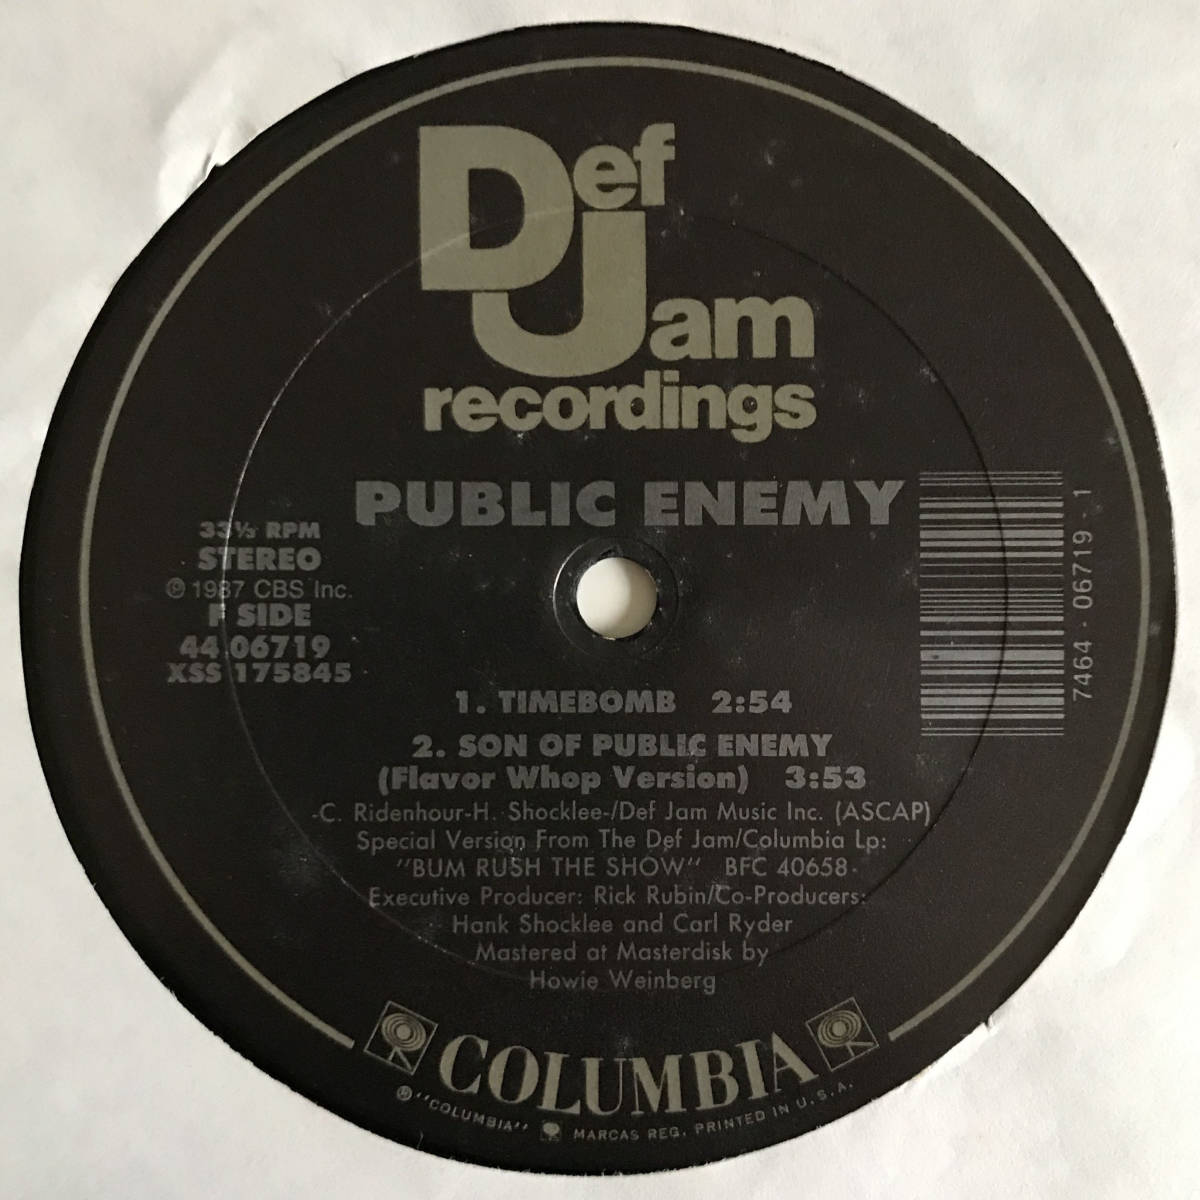 Def
Jam
recordings
PUBLIC ENEMY
33⅓ RPM
STEREO
℗ 1987 CBS Inc.
F SIDE
44 06719
XSS 175845
7464 - 06719 1
1. TIMEBOMB 2:54
2. SON OF PUBLIC ENEMY
(Flavor Whop Version) 3:53
-C. Ridenhour-H. Shocklee-/Def Jam Music Inc. (ASCAP)
Special Version From The Def Jam/Columbia Lp:
"BUM RUSH THE SHOW" BFC 40658-
Executive Producer: Rick Rubin/Co-Producers:
Hank Shocklee and Carl Ryder
Mastered at Masterdisk by
Howie Weinberg
COLUMBIA
® "COLUMBIA" MARCAS REG. PRINTED IN U.S.A.